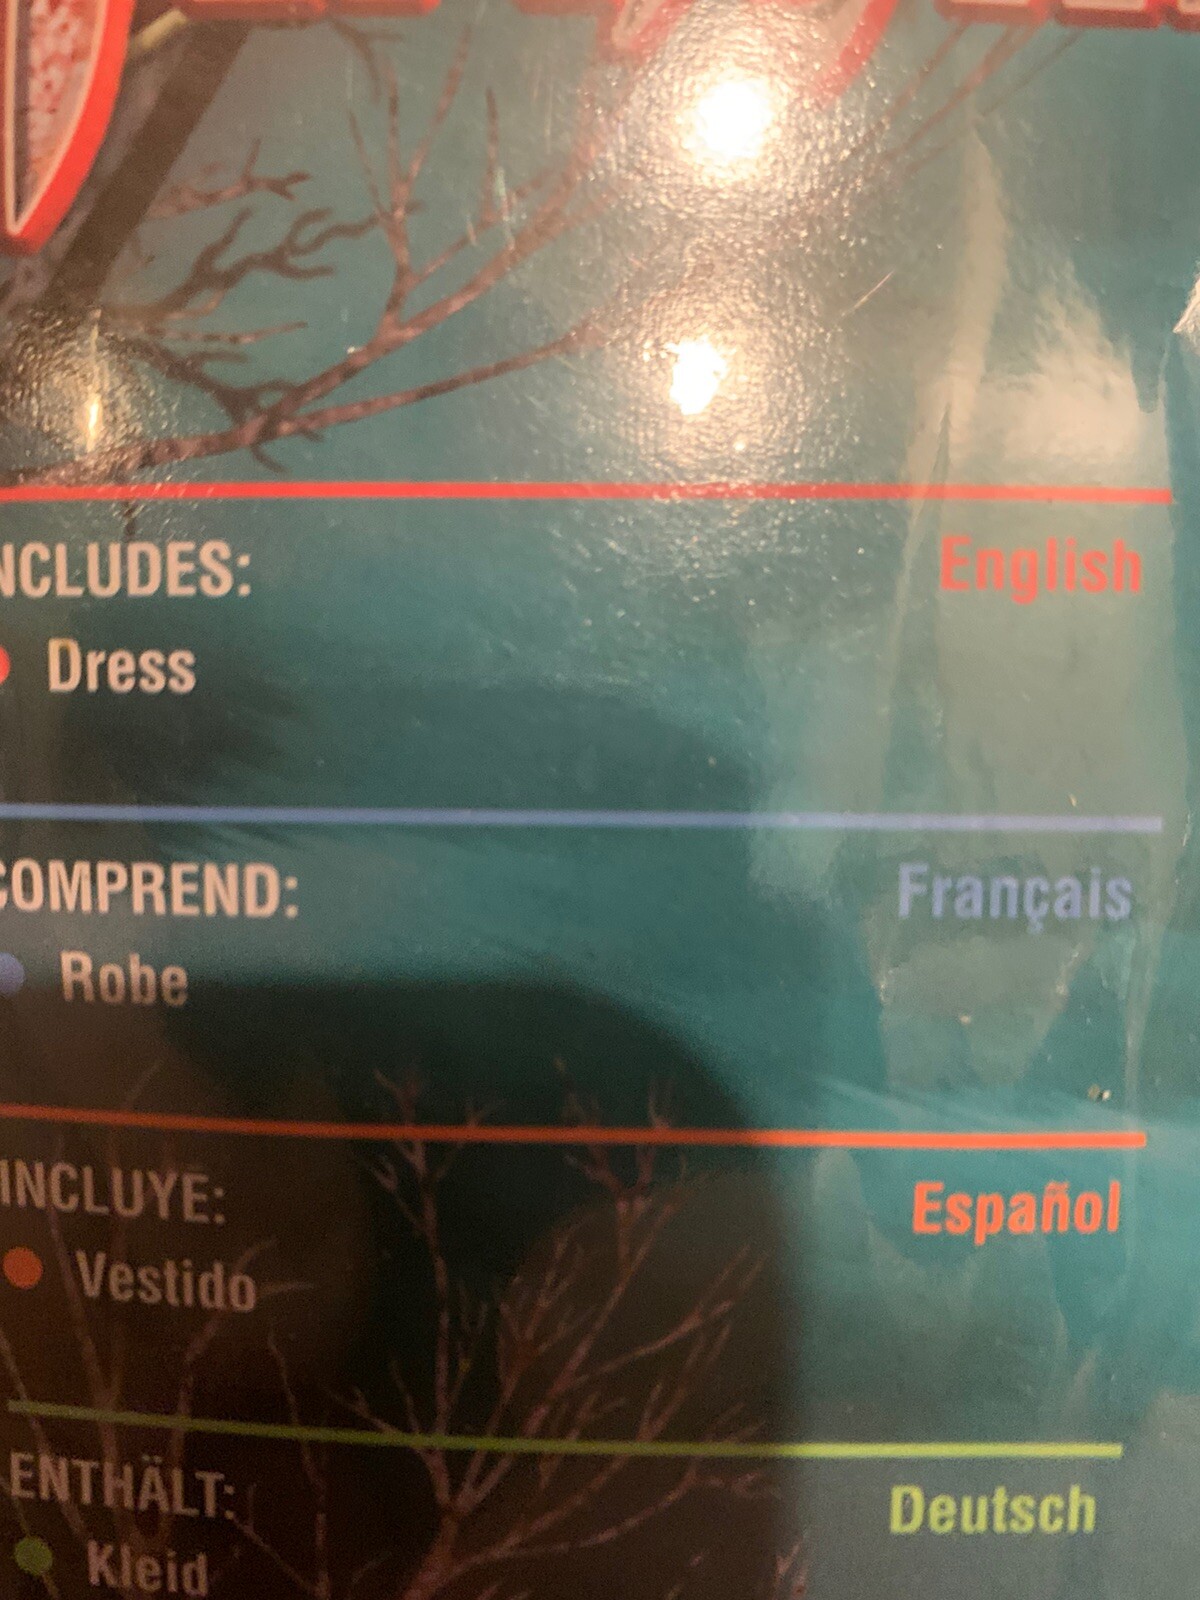 NCLUDES:
English
Dress
COMPREND:
Français
Robe
INCLUYE:
Español
Vestido
ENTHÄLT:
Deutsch
Kleid